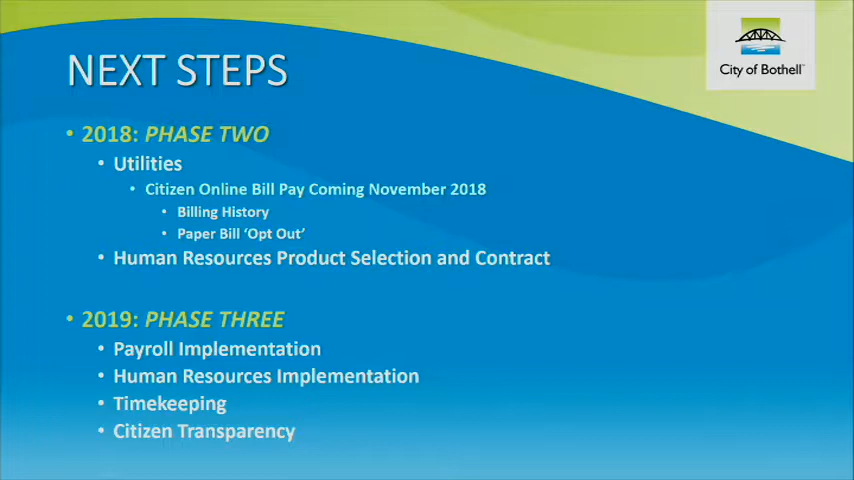 NEXT STEPS
City of Bothell™
• 2018: PHASE TWO
• Utilities
• Citizen Online Bill Pay Coming November 2018
• Billing History
• Paper Bill ‘Opt Out’
• Human Resources Product Selection and Contract
• 2019: PHASE THREE
• Payroll Implementation
• Human Resources Implementation
• Timekeeping
• Citizen Transparency